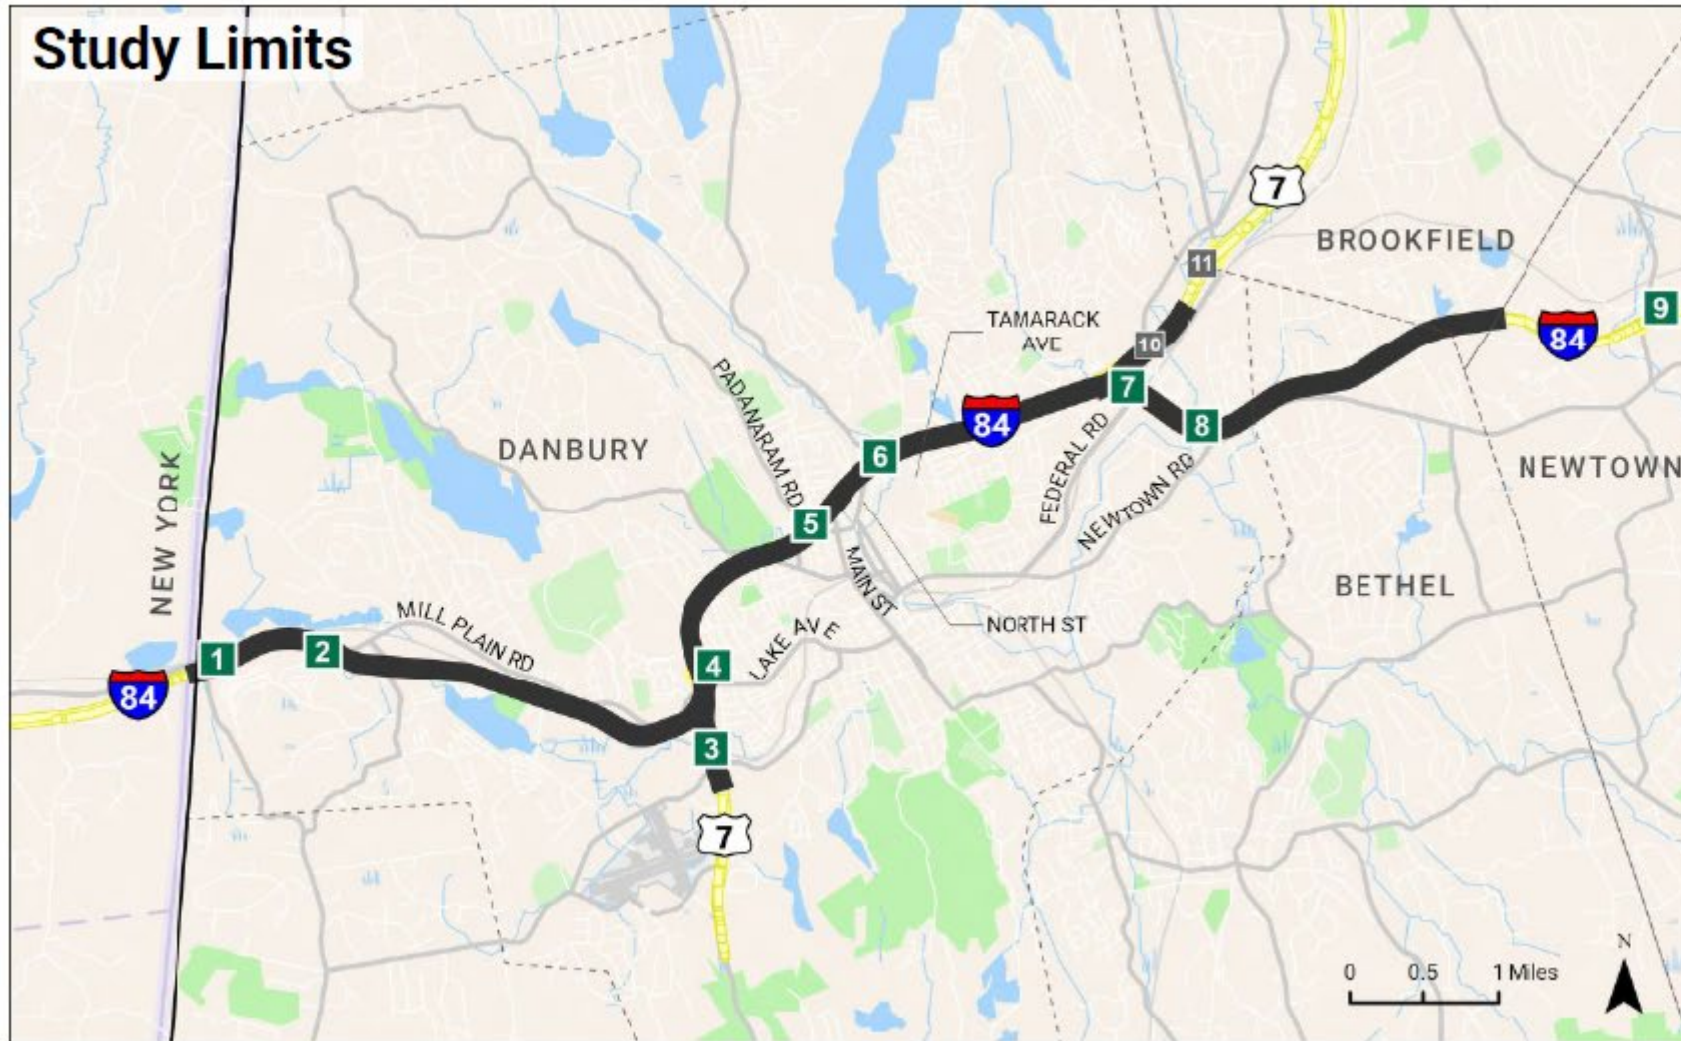 Study Limits
7
BROOKFIELD
11
9
TAMARACK
AVE
84
10
PADANARAM RD
7
84
8
DANBURY
6
FEDERAL RD
NEWTOWN RD
NEWTOWN
NEW YORK
5
MAIN ST
BETHEL
MILL PLAIN RD
NORTH ST
LAKE AVE
1
2
4
84
3
7
N
0 0.5 1 Miles